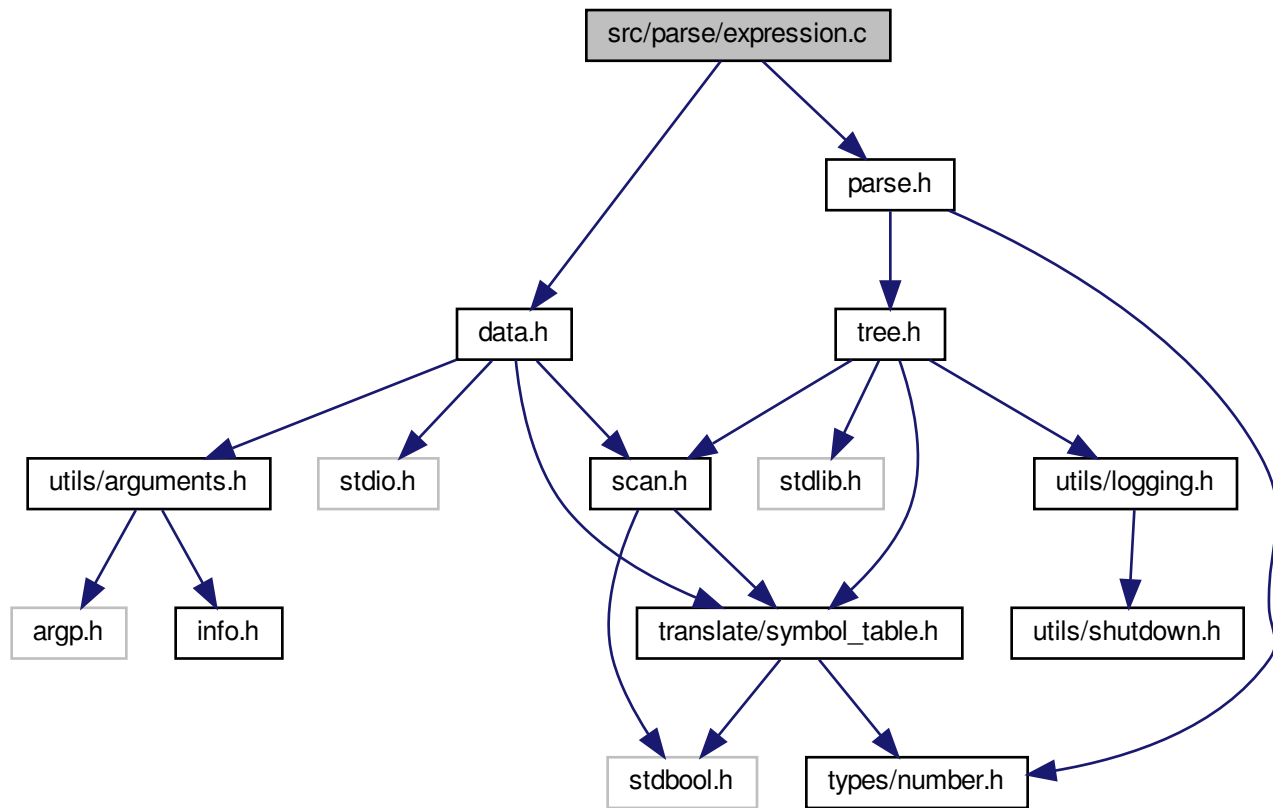 src/parse/expression.c
parse.h
data.h
tree.h
utils/arguments.h
stdio.h
scan.h
stdlib.h
utils/logging.h
argp.h
info.h
translate/symbol_table.h
utils/shutdown.h
stdbool.h
types/number.h